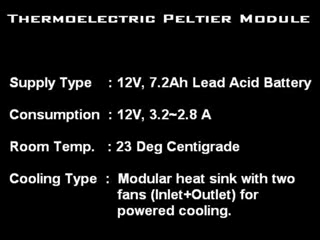 Thermoelectric Peltier Module
Supply Type : 12V, 7.2Ah Lead Acid Battery
Consumption : 12V, 3.2~2.8 A
Room Temp. : 23 Deg Centigrade
Cooling Type : Modular heat sink with two
fans (Inlet+Outlet) for
powered cooling.